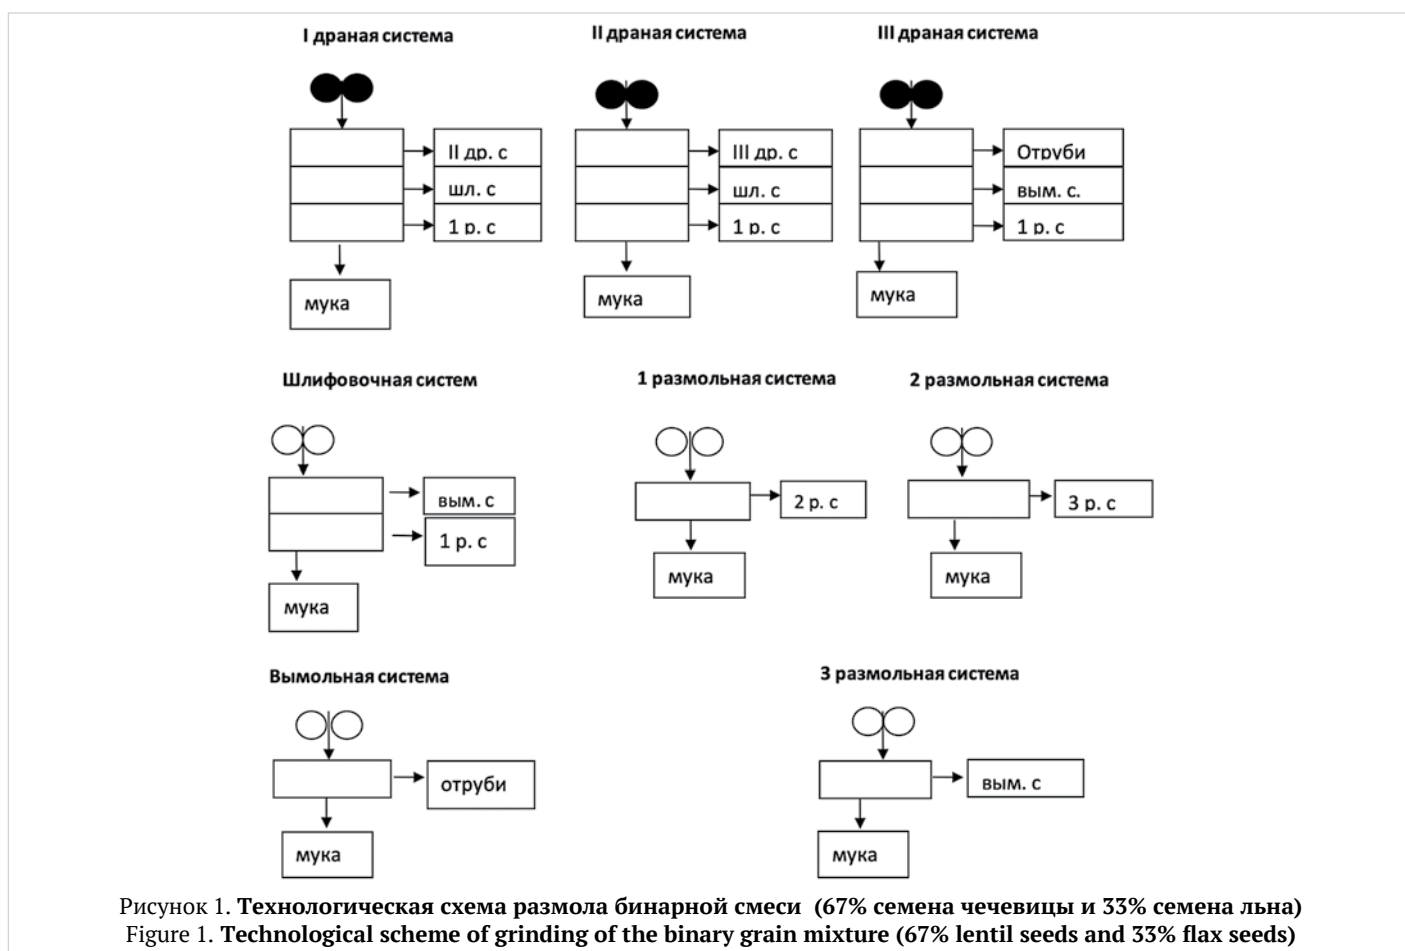 I драная система
II драная система
III драная система
II др. с
III др. с
Отруби
шл. с
шл. с
вым. с.
1 р. с
1 р. с
1 р. с
мука
мука
мука
Шлифовочная систем
1 размольная система
2 размольная система
вым. с
2 р. с
3 р. с
1 р. с
мука
мука
мука
Вымольная система
3 размольная система
отруби
вым. с
мука
мука
Рисунок 1. Технологическая схема размола бинарной смеси (67% семена чечевицы и 33% семена льна)
Figure 1. Technological scheme of grinding of the binary grain mixture (67% lentil seeds and 33% flax seeds)